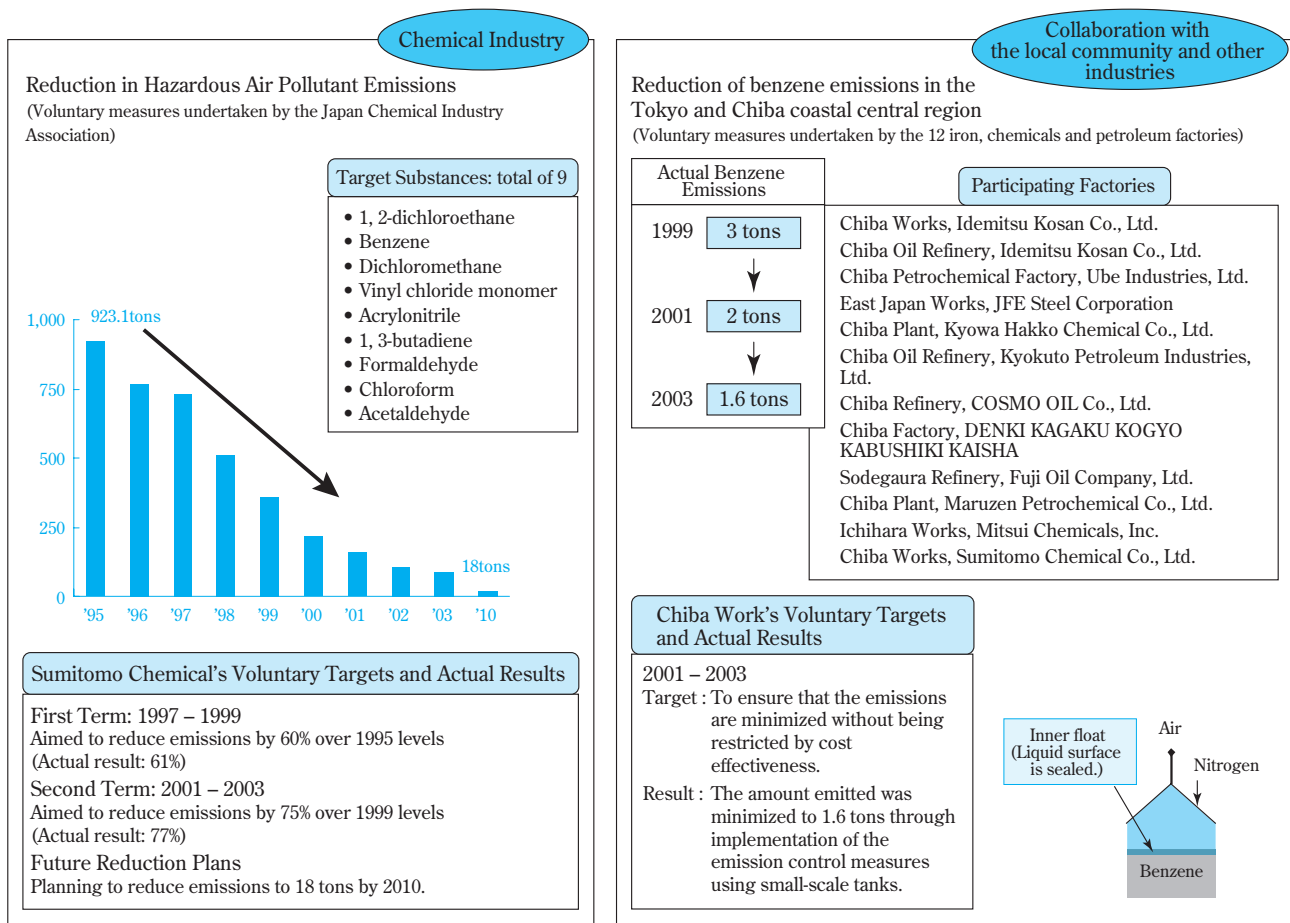 Chemical Industry
Reduction in Hazardous Air Pollutant Emissions
(Voluntary measures undertaken by the Japan Chemical Industry
Association)
Target Substances: total of 9
• 1, 2-dichloroethane
• Benzene
• Dichloromethane
• Vinyl chloride monomer
• Acrylonitrile
• 1, 3-butadiene
• Formaldehyde
• Chloroform
• Acetaldehyde
923.1tons
1,000
750
500
250
0
18tons
'95 '96 '97 '98 '99 '00 '01 '02 '03 '10
Sumitomo Chemical's Voluntary Targets and Actual Results
First Term: 1997 – 1999
Aimed to reduce emissions by 60% over 1995 levels
(Actual result: 61%)
Second Term: 2001 – 2003
Aimed to reduce emissions by 75% over 1999 levels
(Actual result: 77%)
Future Reduction Plans
Planning to reduce emissions to 18 tons by 2010.
Collaboration with
the local community and other
industries
Reduction of benzene emissions in the
Tokyo and Chiba coastal central region
(Voluntary measures undertaken by the 12 iron, chemicals and petroleum factories)
Actual Benzene
Emissions
1999 3 tons
2001 2 tons
2003 1.6 tons
Participating Factories
Chiba Works, Idemitsu Kosan Co., Ltd.
Chiba Oil Refinery, Idemitsu Kosan Co., Ltd.
Chiba Petrochemical Factory, Ube Industries, Ltd.
East Japan Works, JFE Steel Corporation
Chiba Plant, Kyowa Hakko Chemical Co., Ltd.
Chiba Oil Refinery, Kyokuto Petroleum Industries,
Ltd.
Chiba Refinery, COSMO OIL Co., Ltd.
Chiba Factory, DENKI KAGAKU KOGYO
KABUSHIKI KAISHA
Sodegaura Refinery, Fuji Oil Company, Ltd.
Chiba Plant, Maruzen Petrochemical Co., Ltd.
Ichihara Works, Mitsui Chemicals, Inc.
Chiba Works, Sumitomo Chemical Co., Ltd.
Chiba Work's Voluntary Targets
and Actual Results
2001 – 2003
Target : To ensure that the emissions
are minimized without being
restricted by cost
effectiveness.
Result : The amount emitted was
minimized to 1.6 tons through
implementation of the
emission control measures
using small-scale tanks.
Inner float
(Liquid surface
is sealed.)
Air
Nitrogen
Benzene